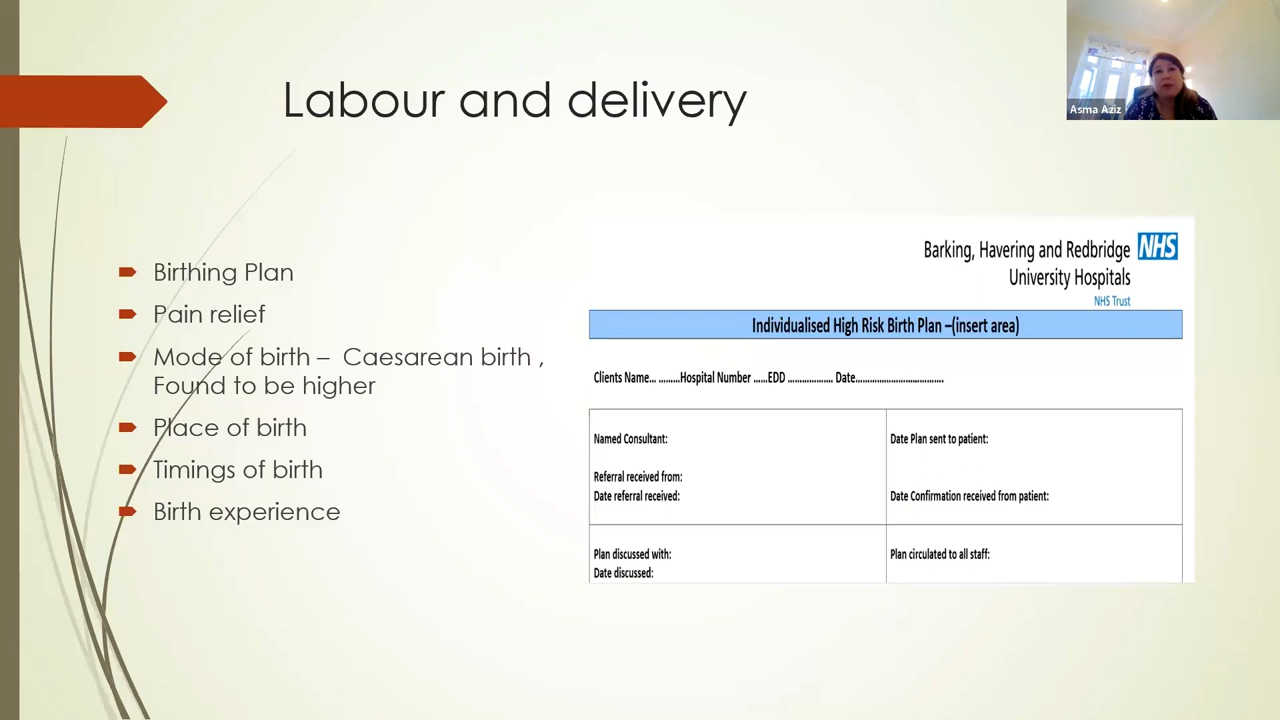 Labour and delivery
Asma Aziz
Birthing Plan
Pain relief
Mode of birth – Caesarean birth ,
Found to be higher
Place of birth
Timings of birth
Birth experience
Barking, Havering and Redbridge NHS
University Hospitals
NHS Trust
Individualised High Risk Birth Plan –(insert area)
Clients Name... .........Hospital Number ......EDD .................. Date.................................
Named Consultant:
Date Plan sent to patient:
Referral received from:
Date referral received:
Date Confirmation received from patient:
Plan discussed with:
Plan circulated to all staff:
Date discussed: